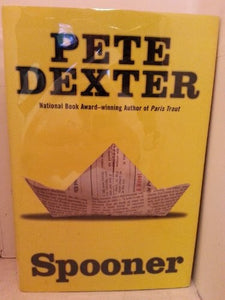 PETE
DEXTER
National Book Award–winning Author of Paris Trout
Spooner